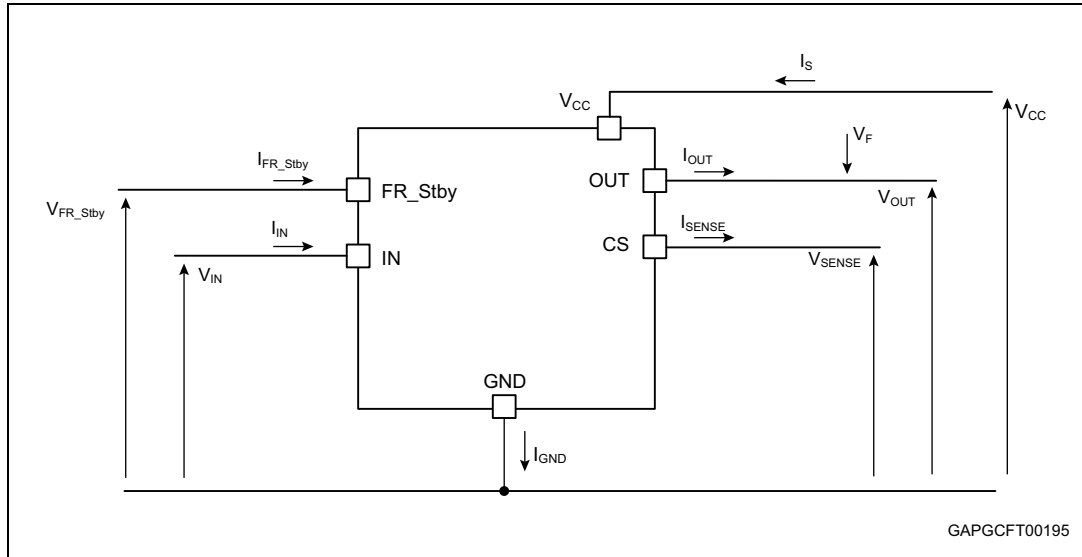 I_S
V_CC
V_CC
V_F
I_FR_Stby
I_OUT
FR_Stby
OUT
V_FR_Stby
V_OUT
I_IN
I_SENSE
IN
CS
V_IN
V_SENSE
GND
I_GND
GAPGCFT00195